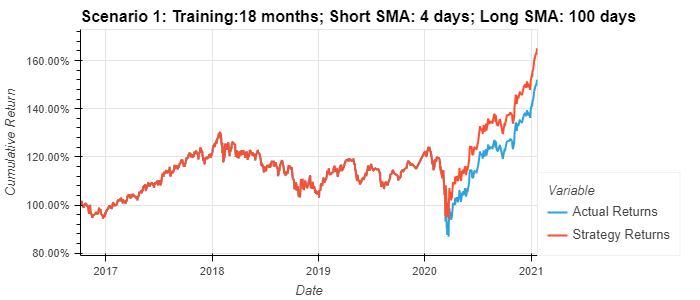 Scenario 1: Training:18 months; Short SMA: 4 days; Long SMA: 100 days
160.00%
140.00%
120.00%
100.00%
80.00%
Cumulative Return
2017 2018 2019 2020 2021
Date
Variable
Actual Returns
Strategy Returns